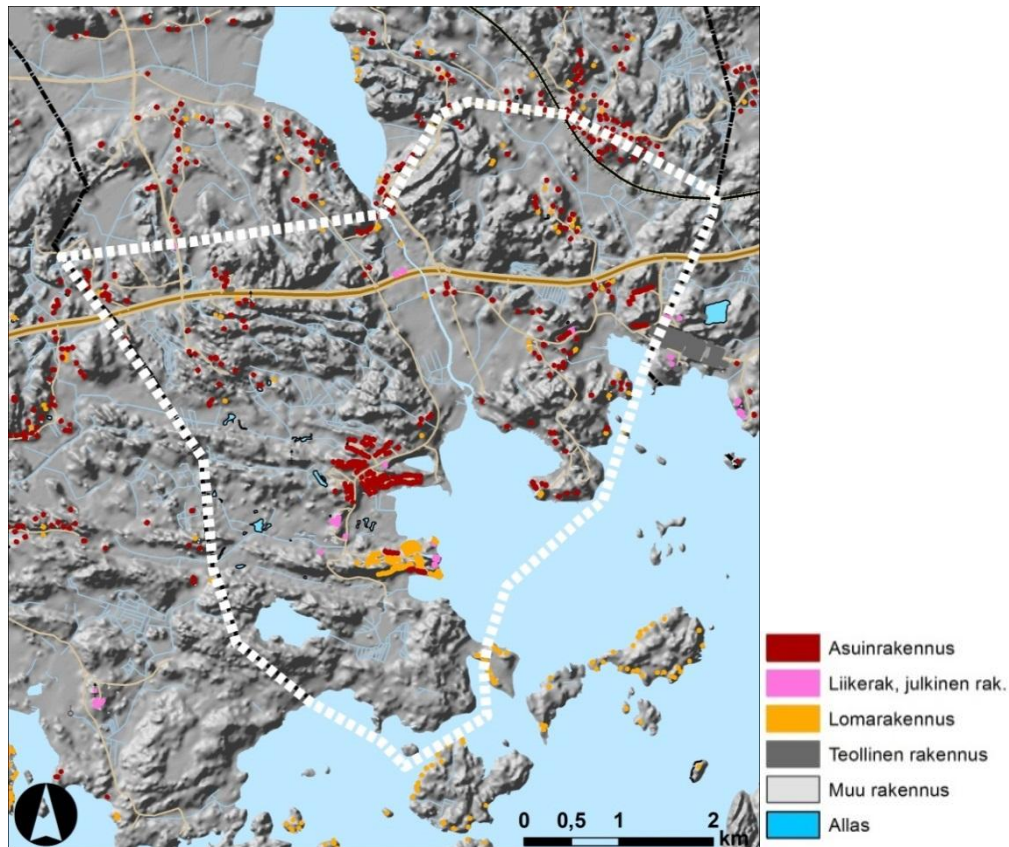 Asuinrakennus
Liikerak, julkinen rak.
Lomarakennus
Teollinen rakennus
Muu rakennus
Allas
0 0,5 1 2
km